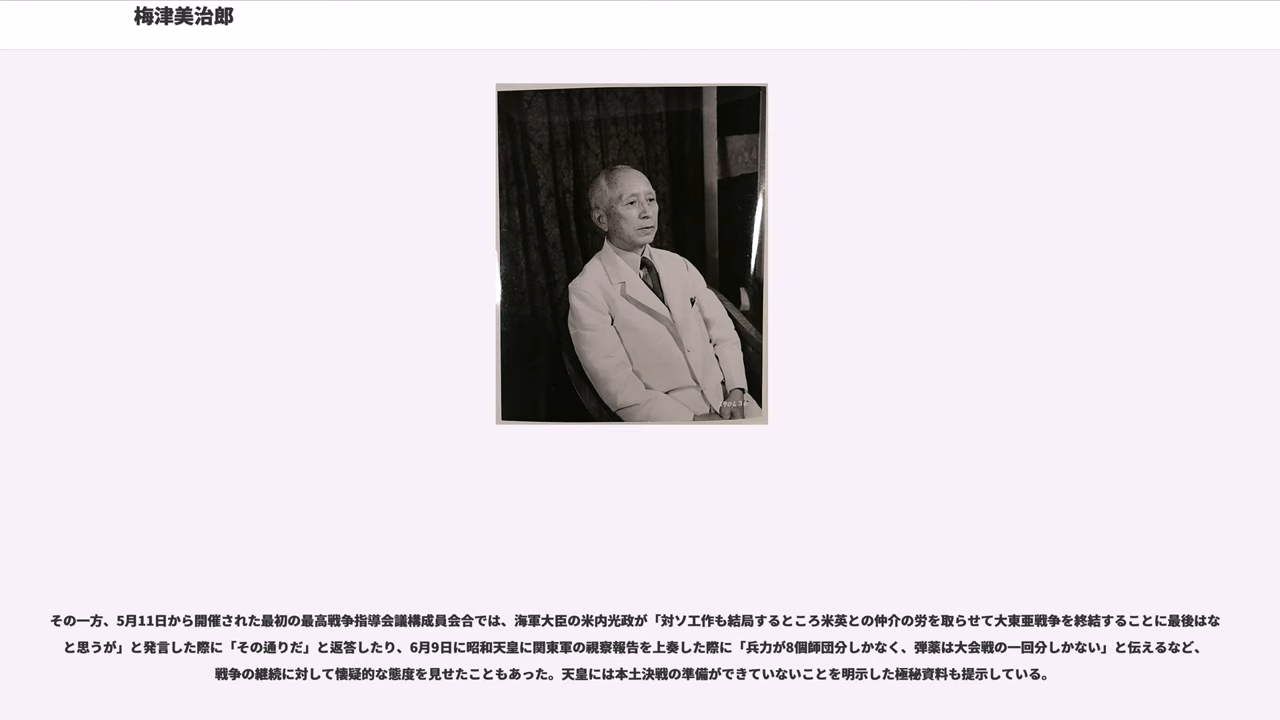 梅津美治郎
その一方、5月11日から開催された最初の最高戦争指導会議構成員会合では、海軍大臣の米内光政が「対ソ工作も結局するところ米英との仲介の労を取らせて大東亜戦争を終結することに最後はな
と思うが」と発言した際に「その通りだ」と返答したり、6月9日に昭和天皇に関東軍の視察報告を上奏した際に「兵力が8個師団分しかなく、弾薬は大会戦の一回分しかない」と伝えるなど、
戦争の継続に対して懐疑的な態度を見せたこともあった。天皇には本土決戦の準備ができていないことを明示した極秘資料も提示している。